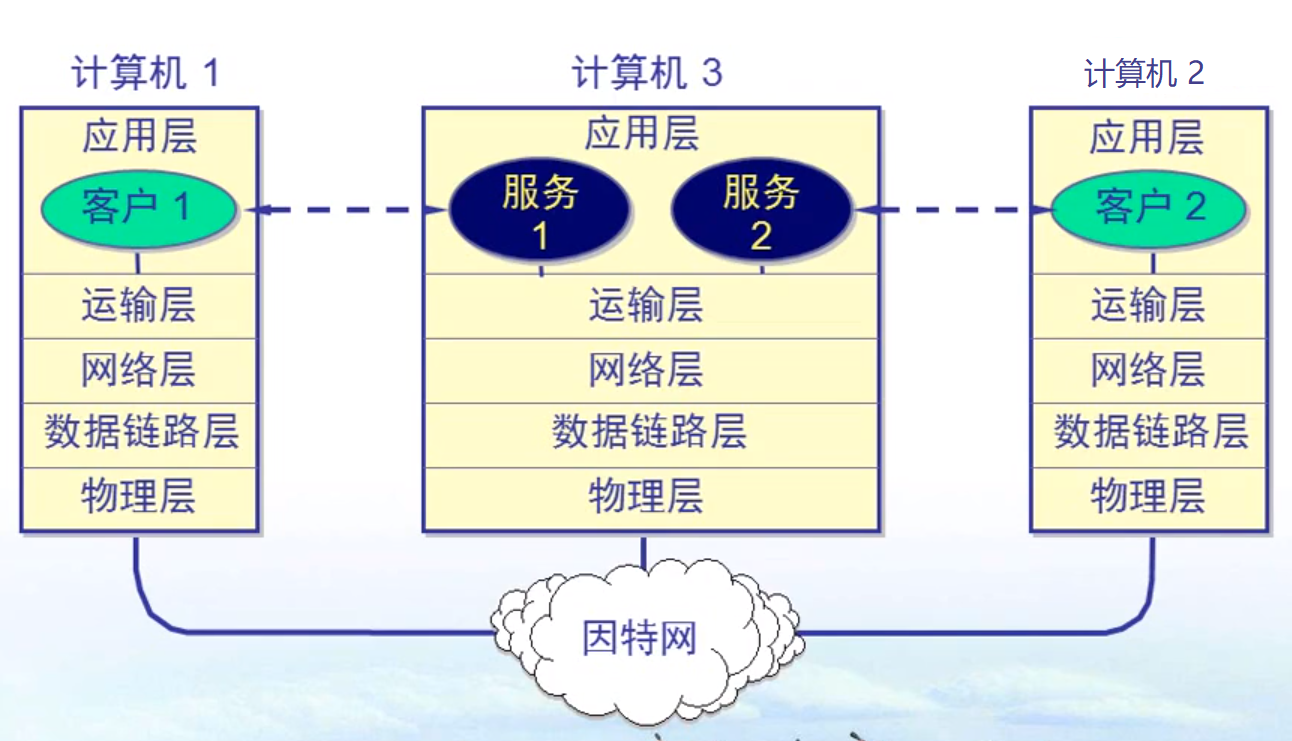 计算机 1
应用层
客户 1
运输层
网络层
数据链路层
物理层
计算机 3
应用层
服务
1
服务
2
运输层
网络层
数据链路层
物理层
计算机 2
应用层
客户 2
运输层
网络层
数据链路层
物理层
因特网